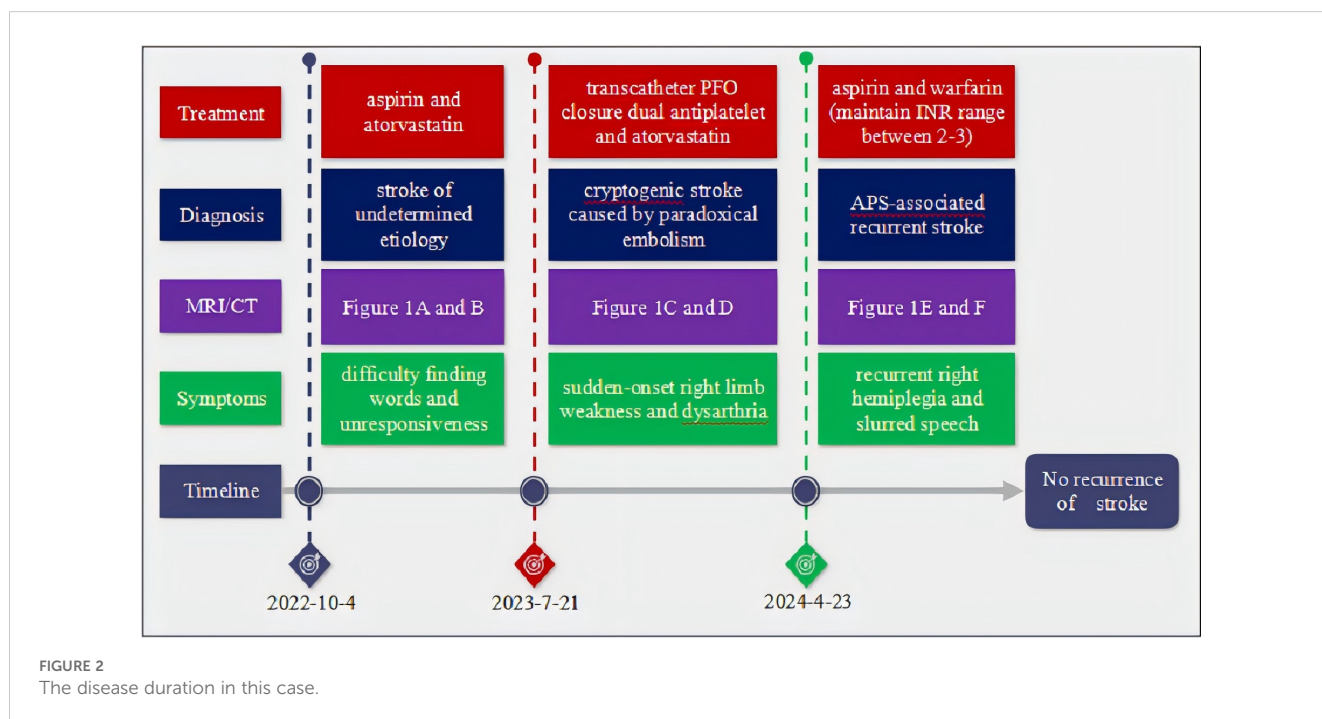 Treatment
aspirin and
atorvastatin
transcatheter PFO
closure dual antiplatelet
and atorvastatin
aspirin and warfarin
(maintain INR range
between 2-3)
Diagnosis
stroke of
undetermined
etiology
cryptogenic stroke
caused by paradoxical
embolism
APS-associated
recurrent stroke
MRI/CT
Figure 1A and B
Figure 1C and D
Figure 1E and F
Symptoms
difficulty finding
words and
unresponsiveness
sudden-onset right limb
weakness and dysarthria
recurrent right
hemiplegia and
slurred speech
Timeline
No recurrence
of stroke
2022-10-4
2023-7-21
2024-4-23
FIGURE 2
The disease duration in this case.